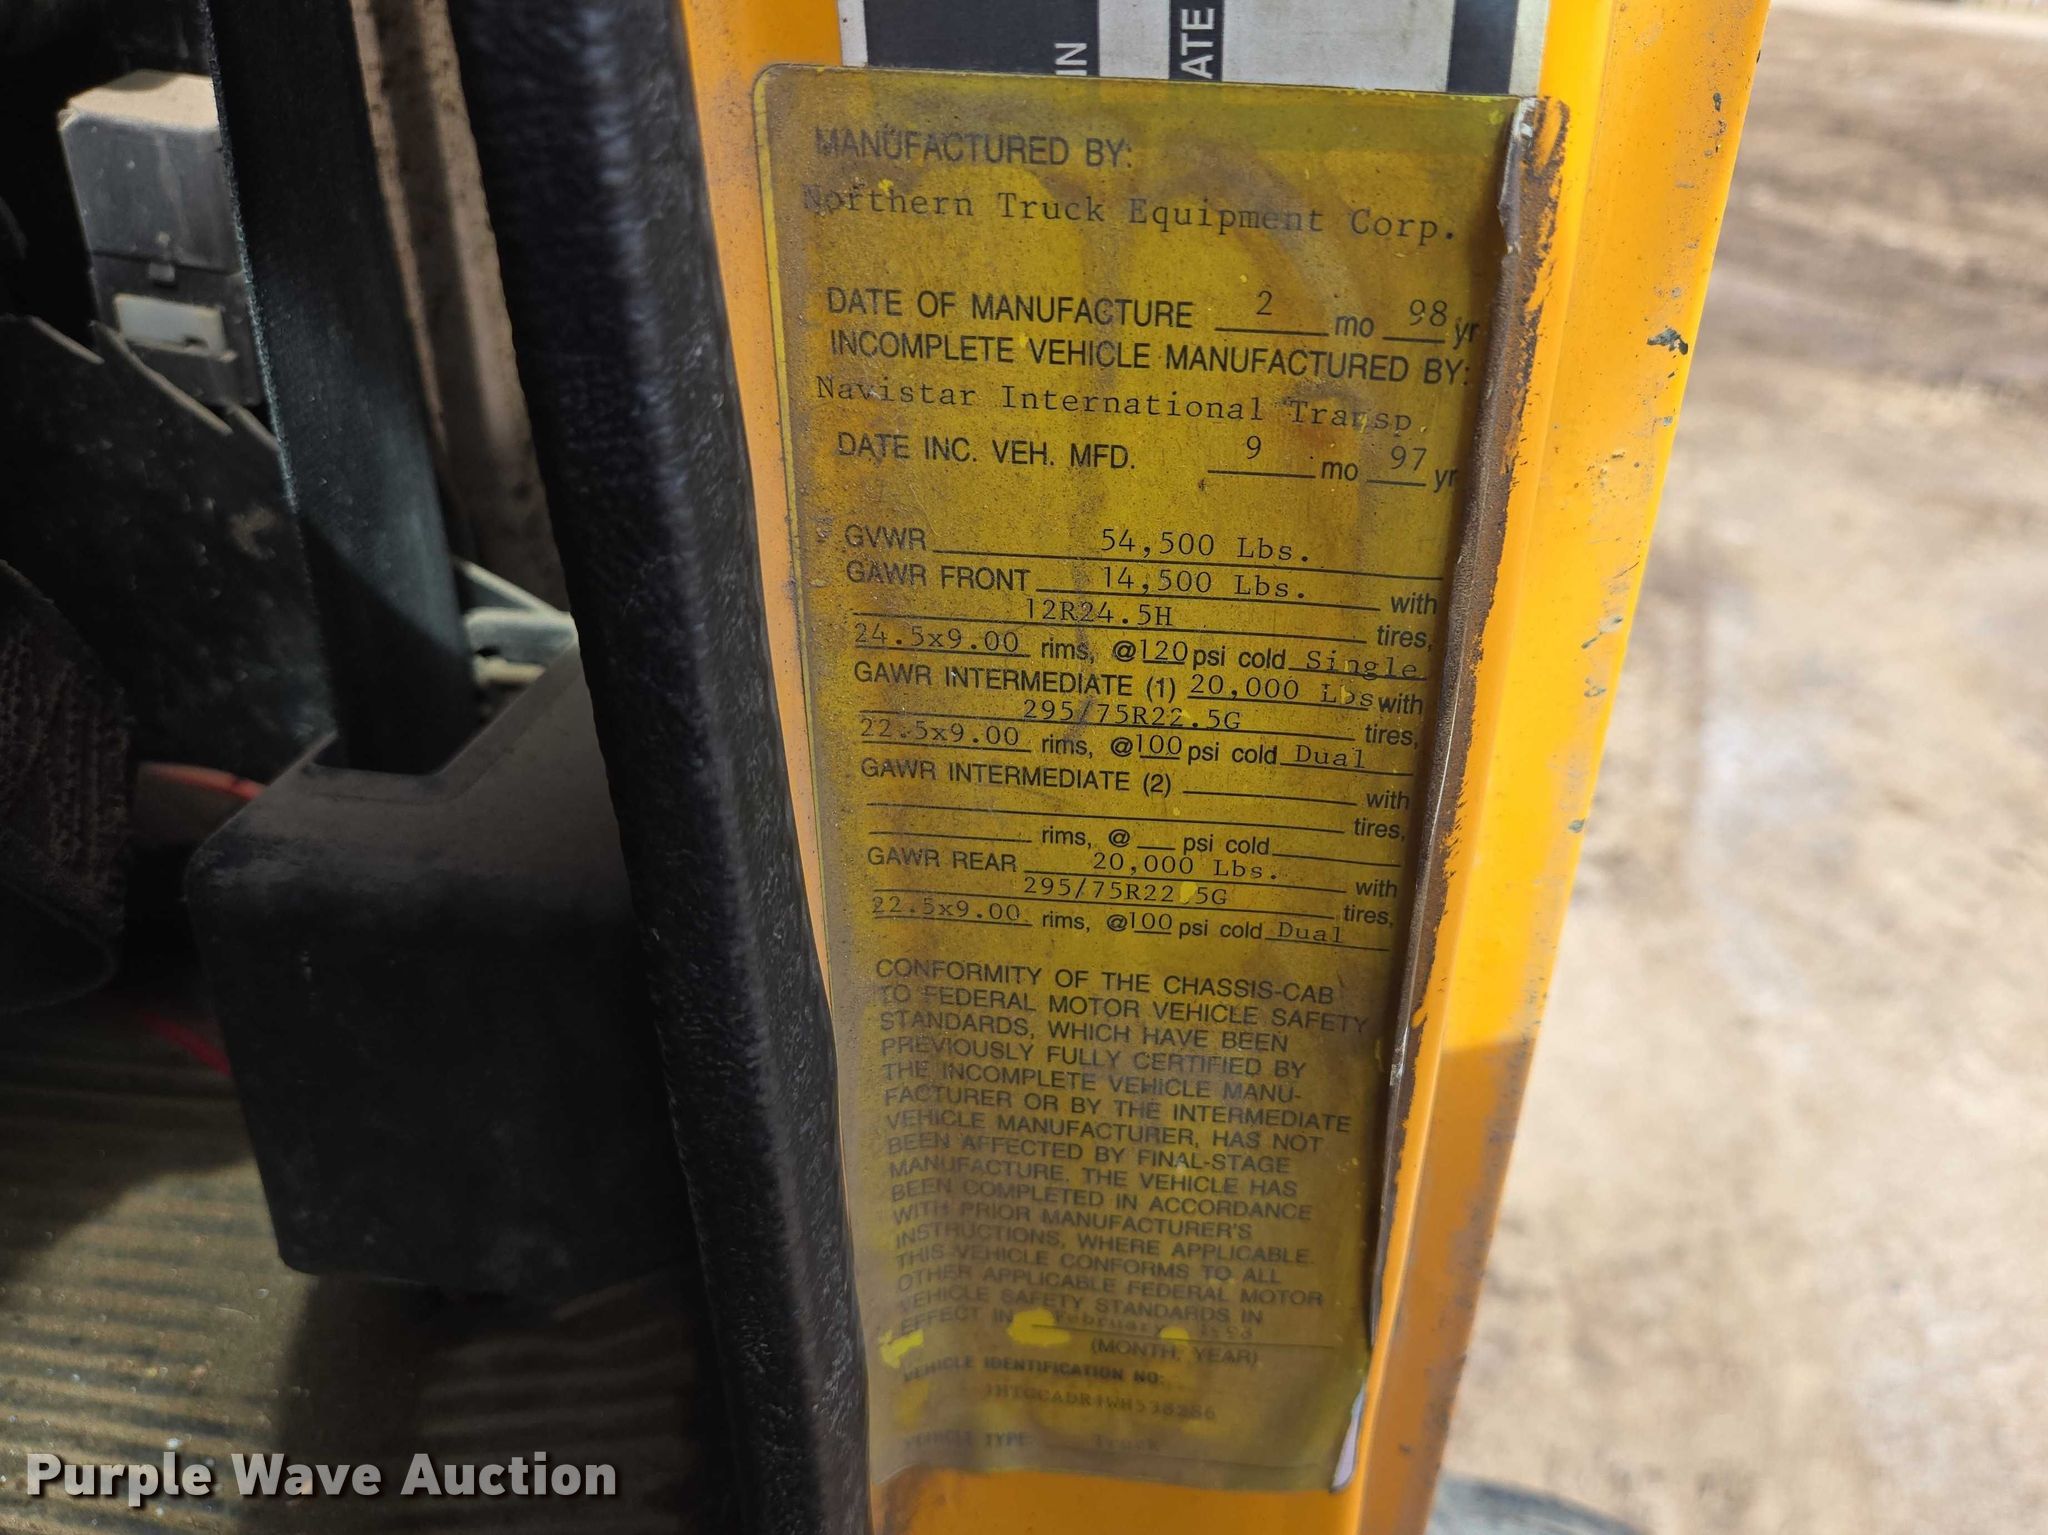 IN
ATE
MANUFACTURED BY:
Northern Truck Equipment Corp.
DATE OF MANUFACTURE 2 mo 98 yr
INCOMPLETE VEHICLE MANUFACTURED BY:
Navistar International Transp.
DATE INC. VEH. MFD. 9 mo 97 yr
GVWR 54,500 Lbs.
GAWR FRONT 14,500 Lbs. with
12R24.5H tires,
24.5x9.00 rims, @120 psi cold Single
GAWR INTERMEDIATE (1) 20,000 Lbs with
295/75R22.5G tires,
22.5x9.00 rims, @100 psi cold Dual
GAWR INTERMEDIATE (2) with
tires,
rims, @ psi cold
GAWR REAR 20,000 Lbs. with
295/75R22.5G tires,
22.5x9.00 rims, @100 psi cold Dual
CONFORMITY OF THE CHASSIS-CAB
TO FEDERAL MOTOR VEHICLE SAFETY
STANDARDS, WHICH HAVE BEEN
PREVIOUSLY FULLY CERTIFIED BY
THE INCOMPLETE VEHICLE MANU-
FACTURER OR BY THE INTERMEDIATE
VEHICLE MANUFACTURER, HAS NOT
BEEN AFFECTED BY FINAL-STAGE
MANUFACTURE. THE VEHICLE HAS
BEEN COMPLETED IN ACCORDANCE
WITH PRIOR MANUFACTURER'S
INSTRUCTIONS, WHERE APPLICABLE.
THIS VEHICLE CONFORMS TO ALL
OTHER APPLICABLE FEDERAL MOTOR
VEHICLE SAFETY STANDARDS IN
EFFECT IN February 1998
(MONTH, YEAR)
VEHICLE IDENTIFICATION NO:
VEHICLE TYPE: Truck
Purple Wave Auction